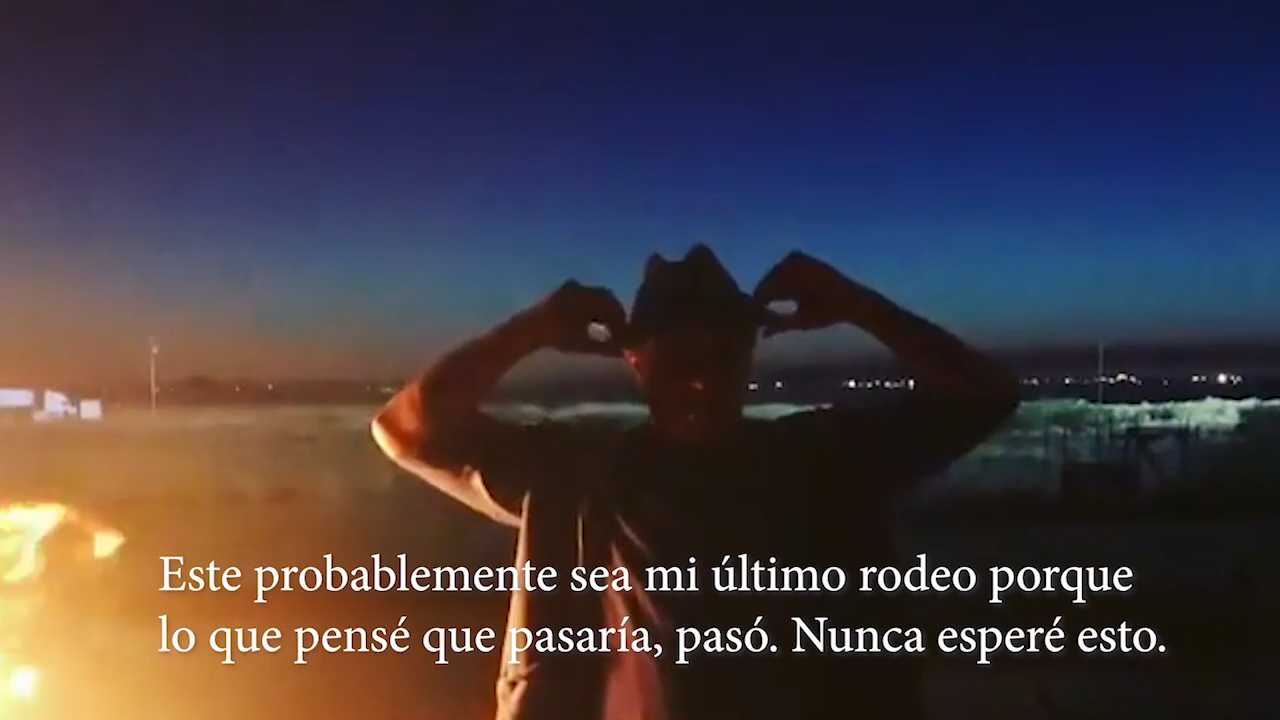 Este probablemente sea mi último rodeo porque
lo que pensé que pasaría, pasó. Nunca esperé esto.